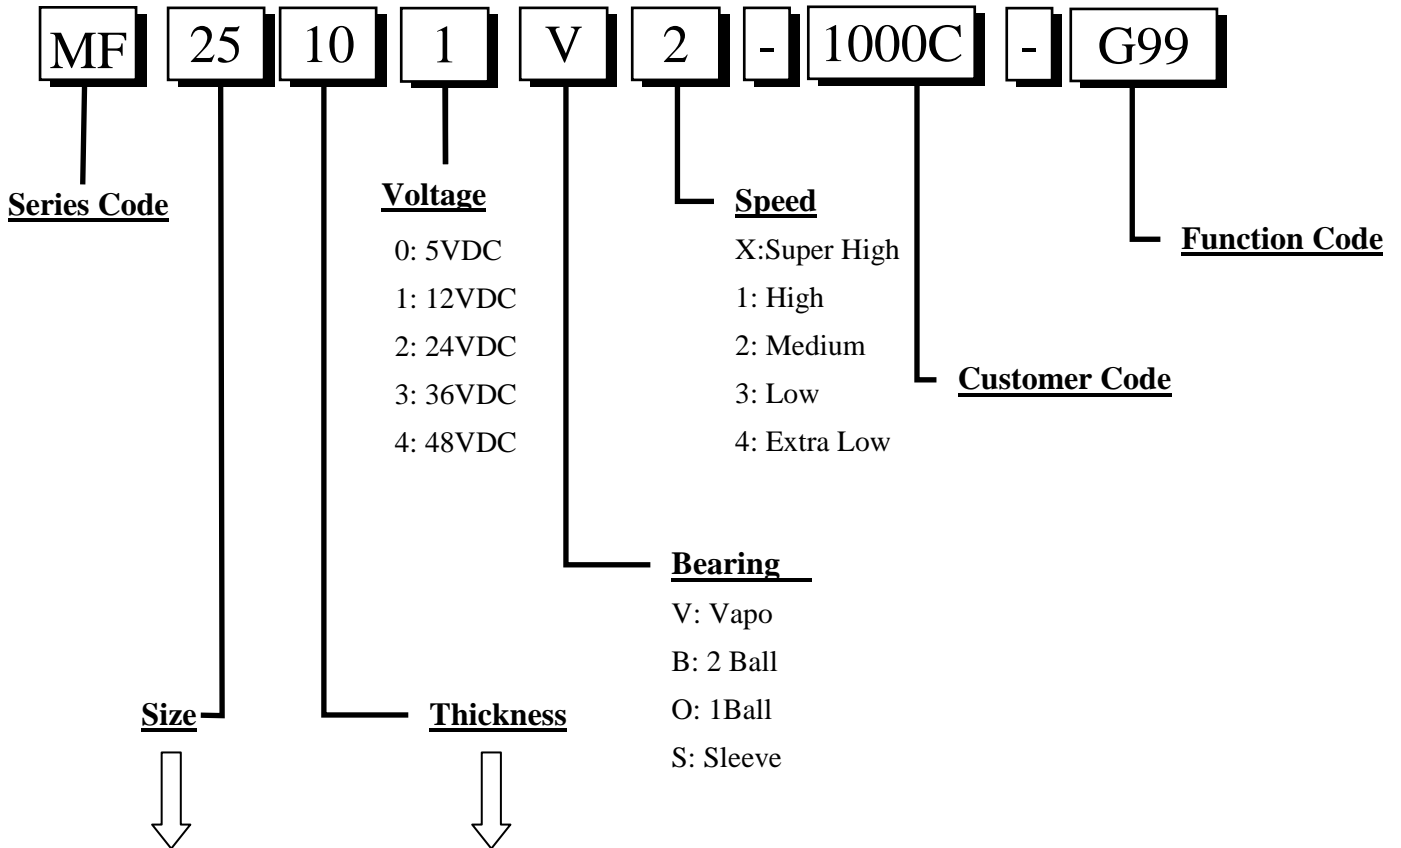 MF 25 10 1 V 2 - 1000C - G99
Series Code
Voltage
0: 5VDC
1: 12VDC
2: 24VDC
3: 36VDC
4: 48VDC
Speed
X:Super High
1: High
2: Medium
3: Low
4: Extra Low
Function Code
Customer Code
Bearing
V: Vapo
B: 2 Ball
O: 1Ball
S: Sleeve
Size
Thickness